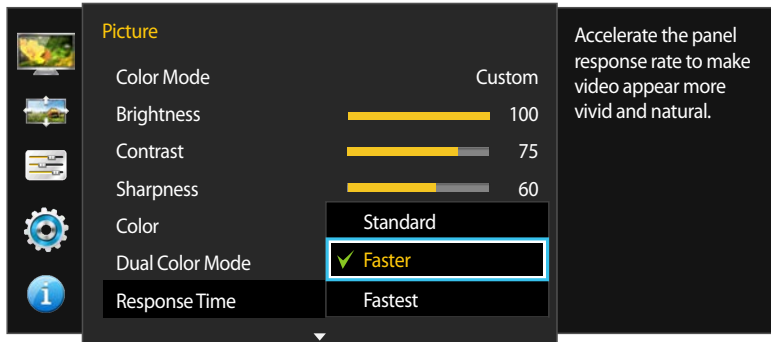 Picture
Color Mode Custom
Brightness 100
Contrast 75
Sharpness 60
Color
Dual Color Mode
Response Time
Standard
Faster
Fastest
Accelerate the panel
response rate to make
video appear more
vivid and natural.